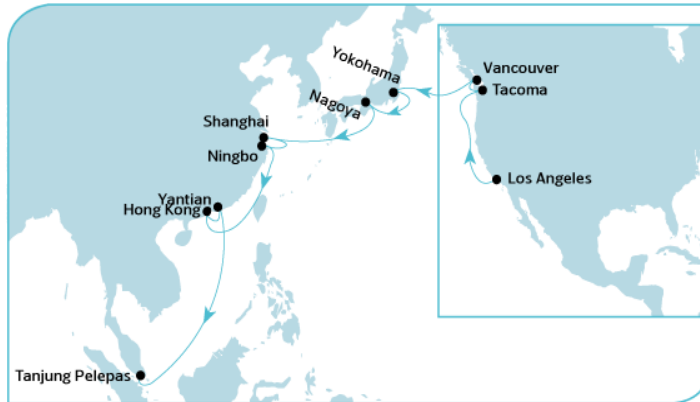 Yokohama
Vancouver
Tacoma
Nagoya
Shanghai
Ningbo
Los Angeles
Yantian
Hong Kong
Tanjung Pelepas